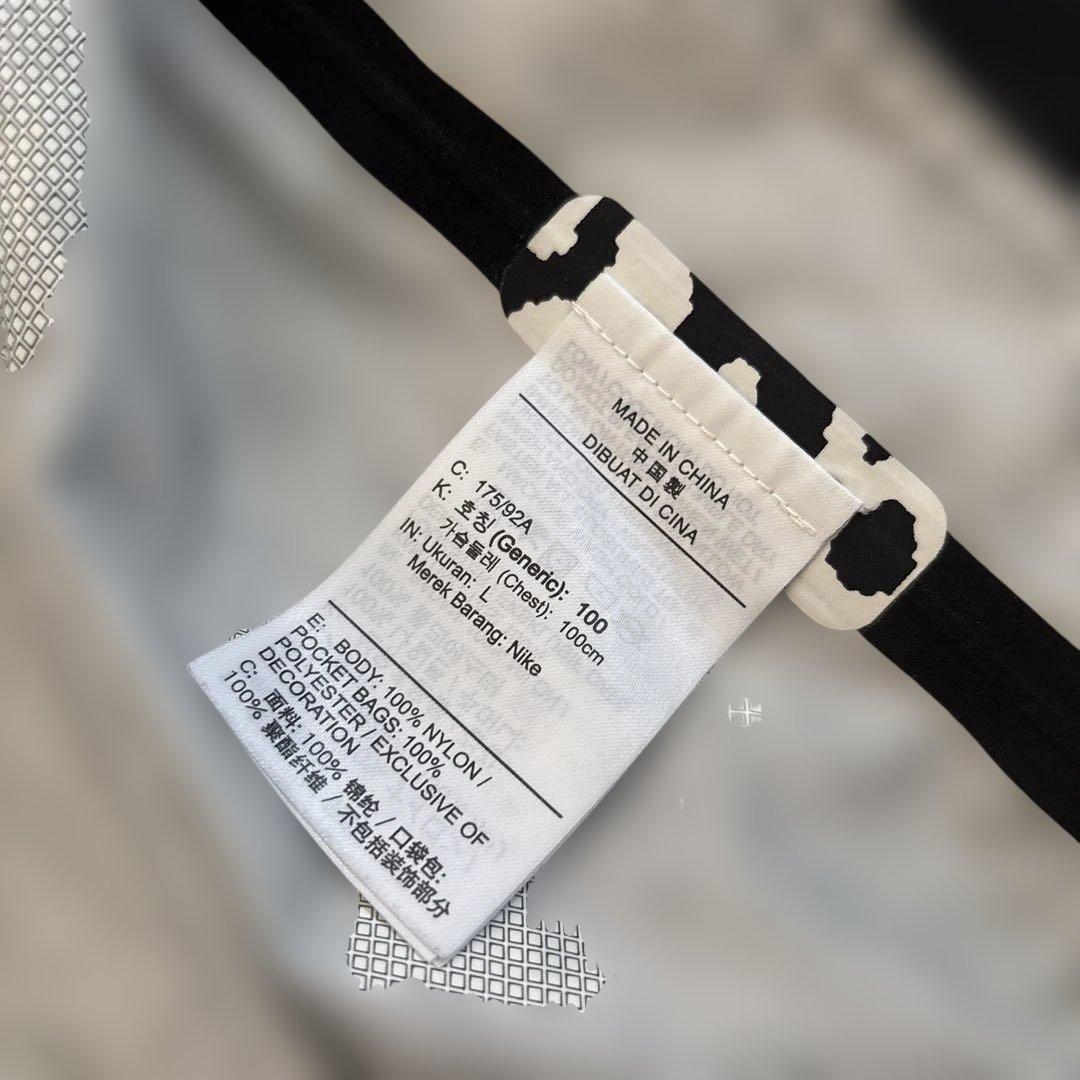 MADE IN CHINA
中国製
DIBUAT DI CINA
C: 175/92A
K: 호칭 (Generic): 100
가슴둘레 (Chest): 100cm
IN: Ukuran: L
Merek Barang: Nike
E: BODY: 100% NYLON /
POCKET BAGS: 100%
POLYESTER / EXCLUSIVE OF
DECORATION
C: 面料: 100% 锦纶 / 口袋包:
100% 聚酯纤维 / 不包括装饰部分